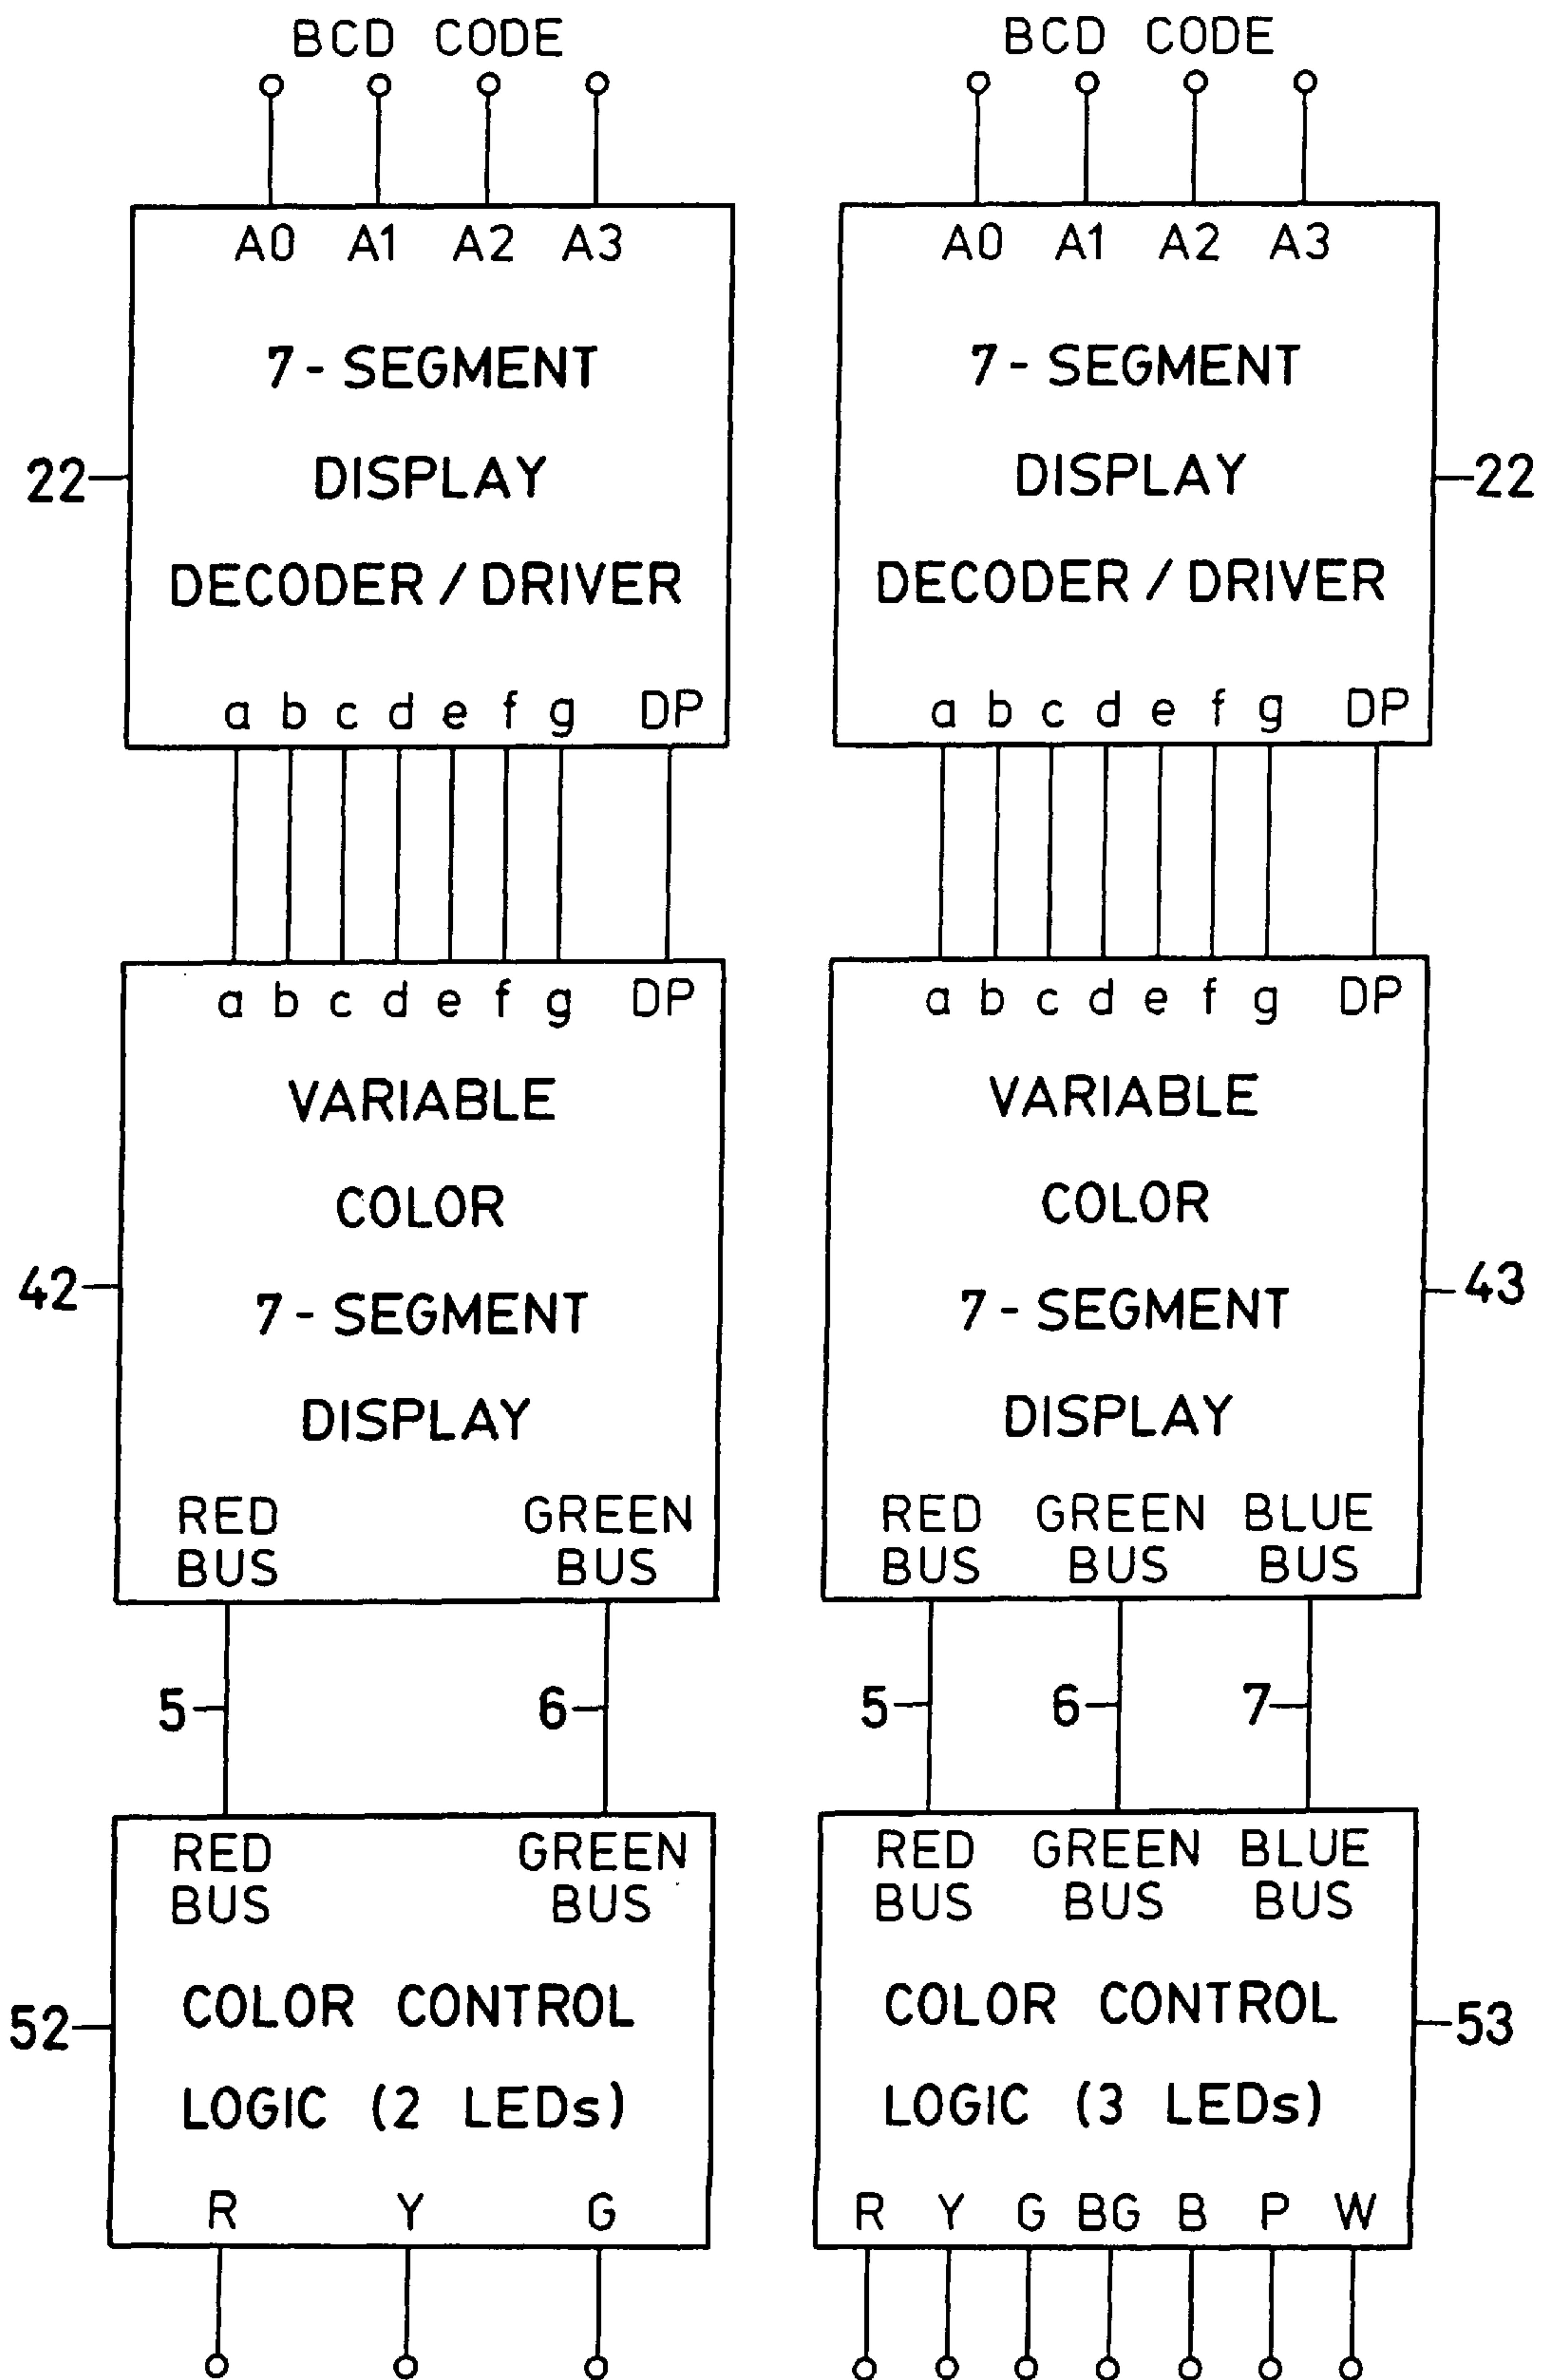 BCD CODE
A0 A1 A2 A3
7 - SEGMENT
DISPLAY
DECODER / DRIVER
22
a b c d e f g DP
a b c d e f g DP
VARIABLE
COLOR
7 - SEGMENT
DISPLAY
42
RED BUS
GREEN BUS
5
6
RED BUS
GREEN BUS
COLOR CONTROL
LOGIC (2 LEDs)
52
R Y G
BCD CODE
A0 A1 A2 A3
7 - SEGMENT
DISPLAY
DECODER / DRIVER
22
a b c d e f g DP
a b c d e f g DP
VARIABLE
COLOR
7 - SEGMENT
DISPLAY
43
RED BUS
GREEN BUS
BLUE BUS
5
6
7
RED BUS
GREEN BUS
BLUE BUS
COLOR CONTROL
LOGIC (3 LEDs)
53
R Y G BG B P W